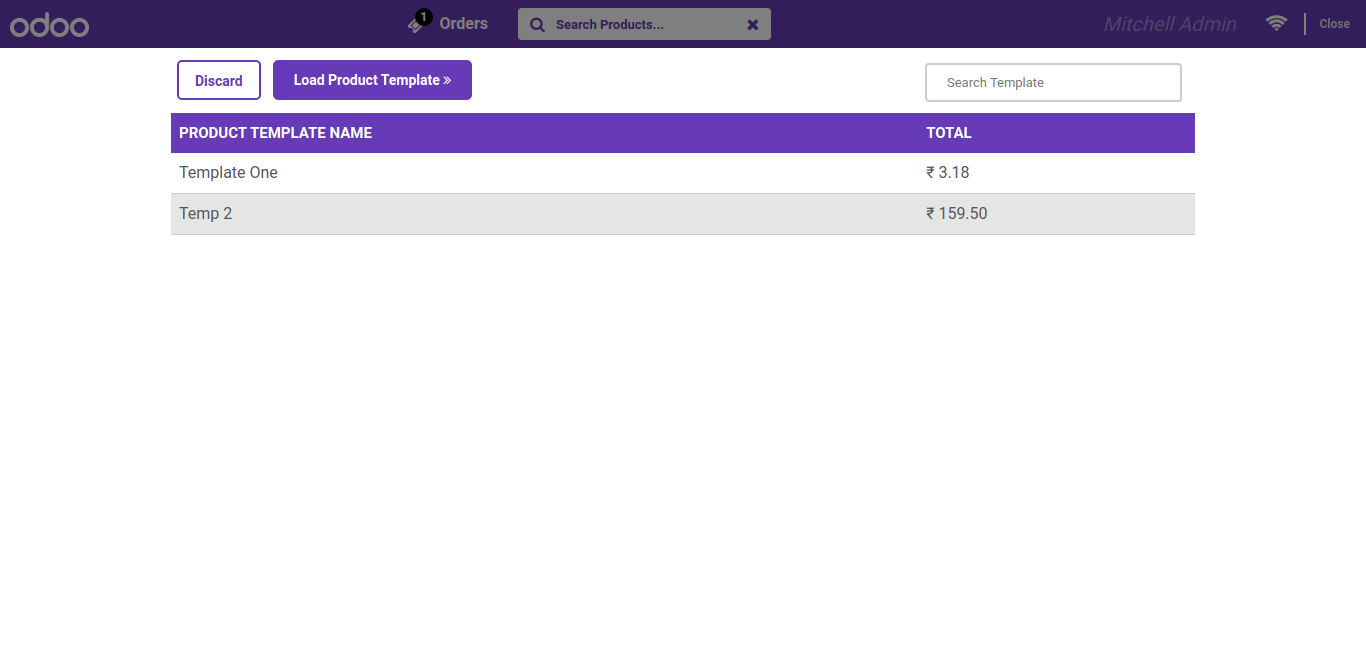 odoo
1 Orders
Search Products...
Mitchell Admin
Close
Discard
Load Product Template »
Search Template
PRODUCT TEMPLATE NAME TOTAL
Template One ₹ 3.18
Temp 2 ₹ 159.50